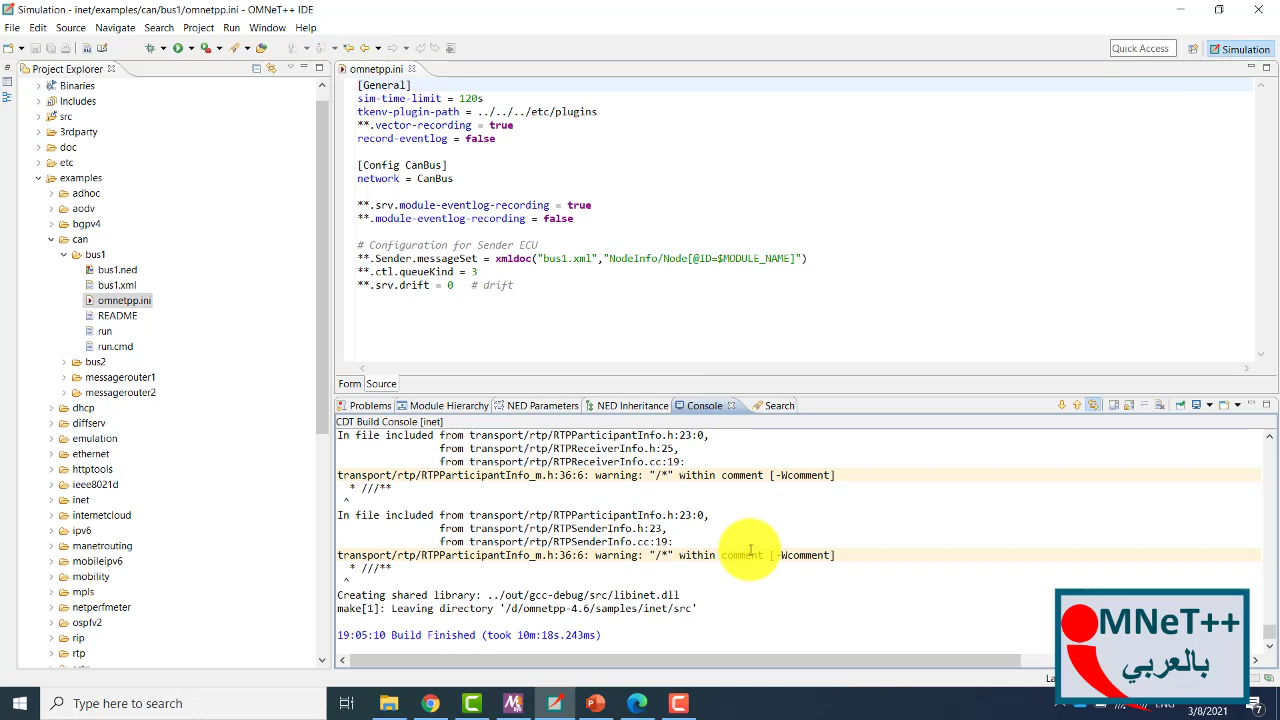 Simulation - inet/examples/can/bus1/omnetpp.ini - OMNeT++ IDE
File Edit Source Navigate Search Project Run Window Help
Quick Access
Simulation
Project Explorer
Binaries
Includes
src
3rdparty
doc
etc
examples
adhoc
aodv
bgpv4
can
bus1
bus1.ned
bus1.xml
omnetpp.ini
README
run
run.cmd
bus2
messagerouter1
messagerouter2
dhcp
diffserv
emulation
ethernet
httptools
ieee8021d
inet
internetcloud
ipv6
manetrouting
mobileipv6
mobility
mpls
netperfmeter
ospfv2
rip
rtp
omnetpp.ini
[General]
sim-time-limit = 120s
tkenv-plugin-path = ../../../etc/plugins
**.vector-recording = true
record-eventlog = false
[Config CanBus]
network = CanBus
**.srv.module-eventlog-recording = true
**.module-eventlog-recording = false
# Configuration for Sender ECU
**.Sender.messageSet = xmldoc("bus1.xml","NodeInfo/Node[@ID=$MODULE_NAME]")
**.ctl.queueKind = 3
**.srv.drift = 0 # drift
Form Source
Problems Module Hierarchy NED Parameters NED Inheritance Console Search
CDT Build Console [inet]
In file included from transport/rtp/RTPParticipantInfo.h:23:0,
from transport/rtp/RTPReceiverInfo.h:25,
from transport/rtp/RTPReceiverInfo.cc:19:
transport/rtp/RTPParticipantInfo_m.h:36:6: warning: "/*" within comment [-Wcomment]
* ///**
^
In file included from transport/rtp/RTPParticipantInfo.h:23:0,
from transport/rtp/RTPSenderInfo.h:23,
from transport/rtp/RTPSenderInfo.cc:19:
transport/rtp/RTPParticipantInfo_m.h:36:6: warning: "/*" within comment [-Wcomment]
* ///**
^
Creating shared library: ../out/gcc-debug/src/libinet.dll
make[1]: Leaving directory '/d/omnetpp-4.6/samples/inet/src'
19:05:10 Build Finished (took 10m:18s.243ms)
OMNeT++
بالعربي
Type here to search
3/8/2021
7